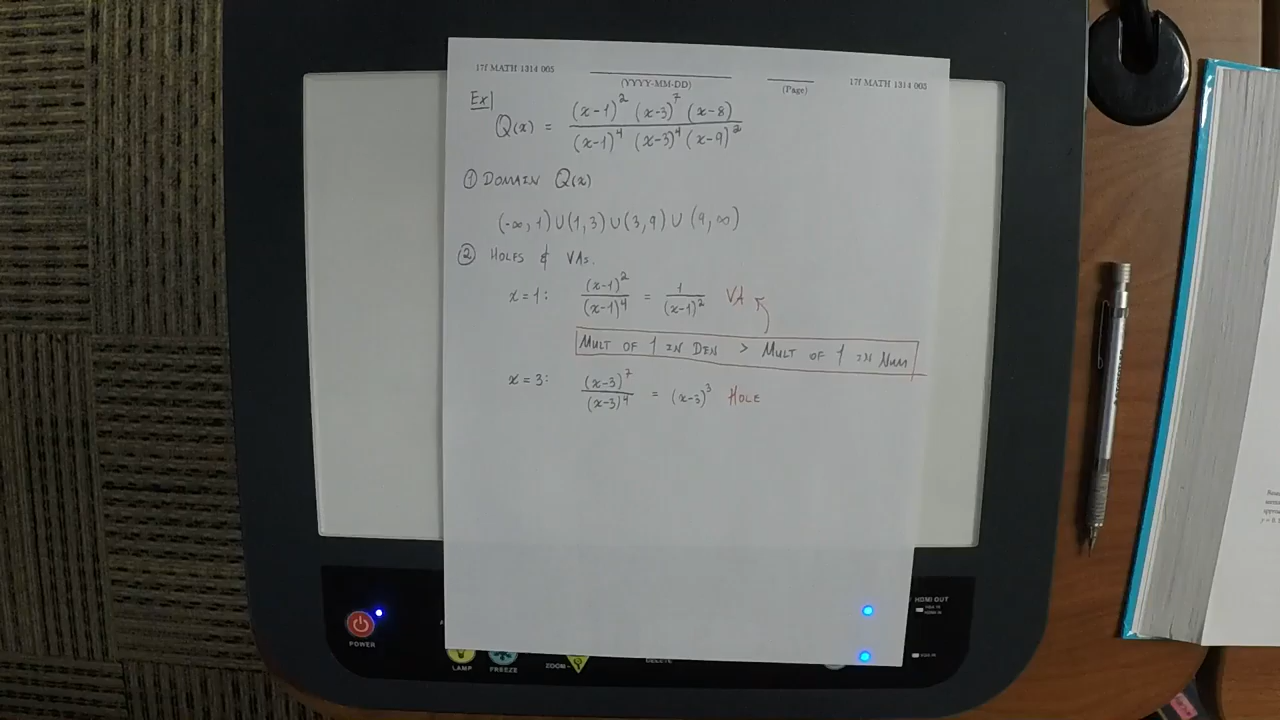 17f MATH 1314 005
(YYYY-MM-DD)
(Page)
17f MATH 1314 005
Ex1
Q(x) = (x-1)² (x-3)⁷ (x-8) / (x-1)⁴ (x-3)⁴ (x-9)²
① DOMAIN Q(x)
(-∞, 1) ∪ (1, 3) ∪ (3, 9) ∪ (9, ∞)
② HOLES & VAs.
x = 1: (x-1)² / (x-1)⁴ = 1 / (x-1)² VA
MULT OF 1 IN DEN > MULT OF 1 IN NUM
x = 3: (x-3)⁷ / (x-3)⁴ = (x-3)³ HOLE
POWER
LAMP
FREEZE
ZOOM
HDMI OUT